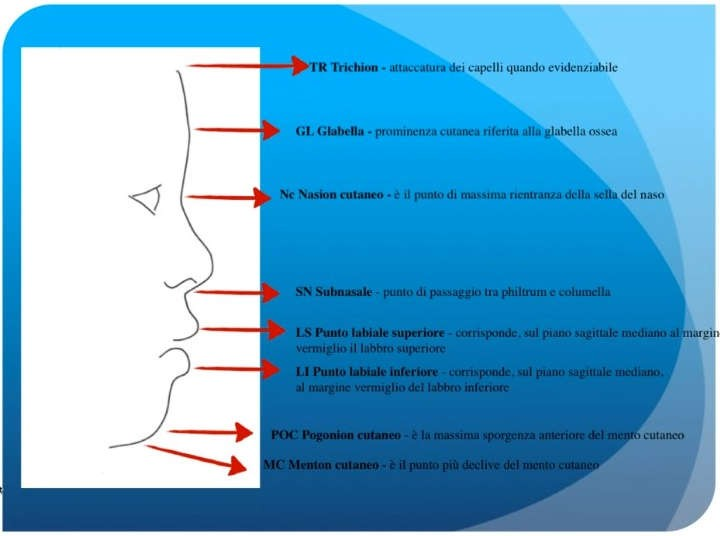 TR Trichion - attaccatura dei capelli quando evidenziabile
GL Glabella - prominenza cutanea riferita alla glabella ossea
Nc Nasion cutaneo - è il punto di massima rientranza della sella del naso
SN Subnasale - punto di passaggio tra philtrum e columella
LS Punto labiale superiore - corrisponde, sul piano sagittale mediano al margin
vermiglio il labbro superiore
LI Punto labiale inferiore - corrisponde, sul piano sagittale mediano,
al margine vermiglio del labbro inferiore
POC Pogonion cutaneo - è la massima sporgenza anteriore del mento cutaneo
MC Menton cutaneo - è il punto più declive del mento cutaneo